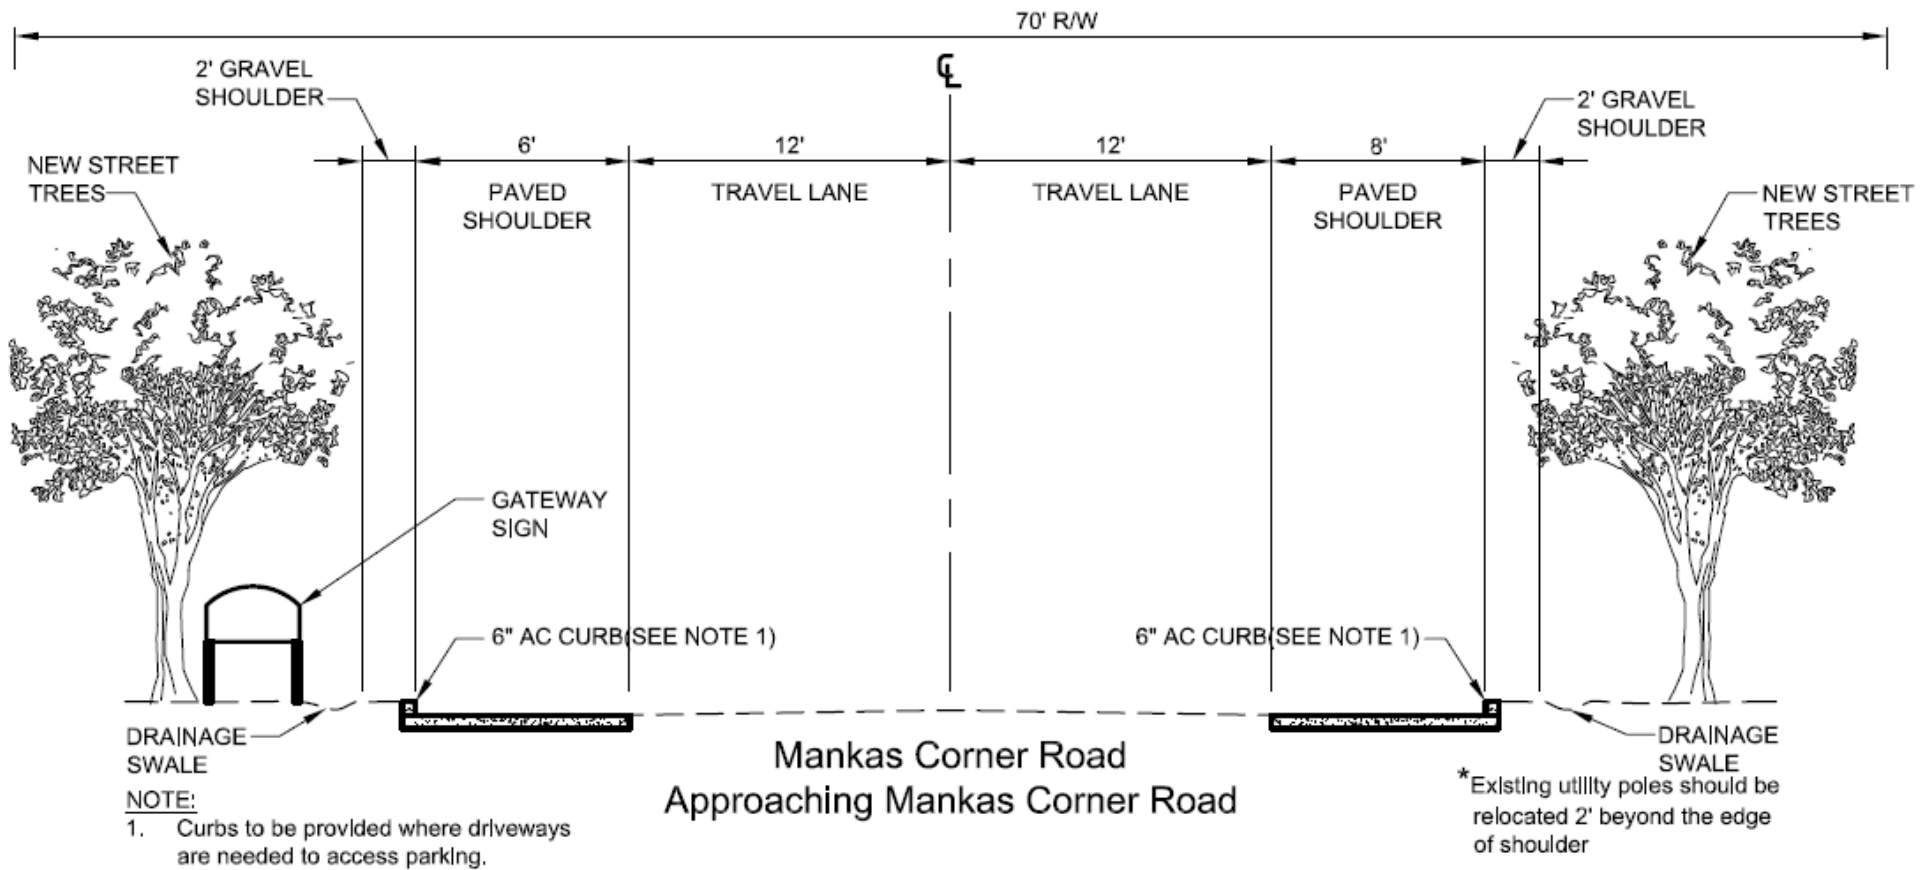 70' R/W
CL
2' GRAVEL
SHOULDER
2' GRAVEL
SHOULDER
6'
12'
12'
8'
NEW STREET
TREES
PAVED
SHOULDER
TRAVEL LANE
TRAVEL LANE
PAVED
SHOULDER
NEW STREET
TREES
GATEWAY
SIGN
6" AC CURB(SEE NOTE 1)
6" AC CURB(SEE NOTE 1)
DRAINAGE
SWALE
DRAINAGE
SWALE
Mankas Corner Road
Approaching Mankas Corner Road
NOTE:
1. Curbs to be provided where driveways
are needed to access parking.
*Existing utility poles should be
relocated 2' beyond the edge
of shoulder